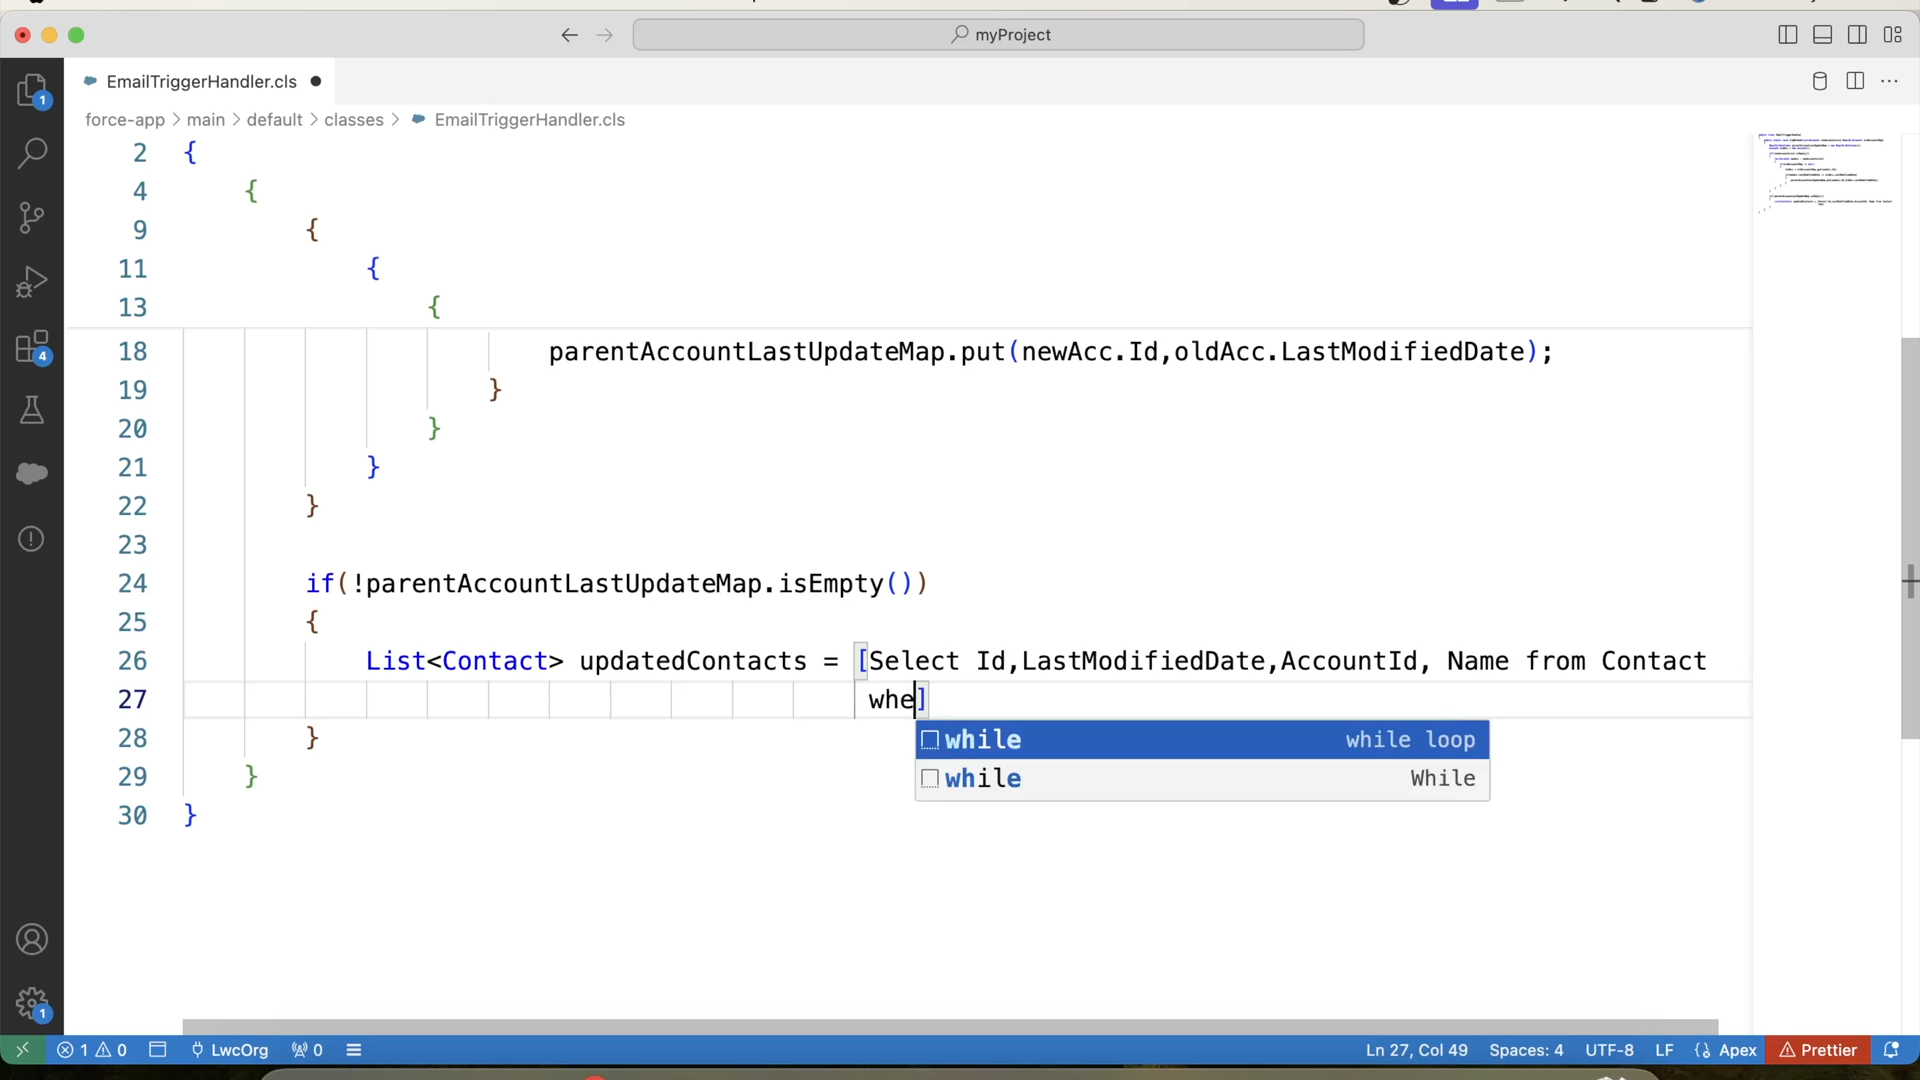 myProject
EmailTriggerHandler.cls
force-app > main > default > classes > EmailTriggerHandler.cls
2 {
4 {
9 {
11 {
13 {
18 parentAccountLastUpdateMap.put(newAcc.Id,oldAcc.LastModifiedDate);
19 }
20 }
21 }
22 }
23
24 if(!parentAccountLastUpdateMap.isEmpty())
25 {
26 List<Contact> updatedContacts = [Select Id,LastModifiedDate,AccountId, Name from Contact
27 whe]
while while loop
while While
28 }
29 }
30 }
1
4
1
1 0 LwcOrg 0 Ln 27, Col 49 Spaces: 4 UTF-8 LF {} Apex Prettier